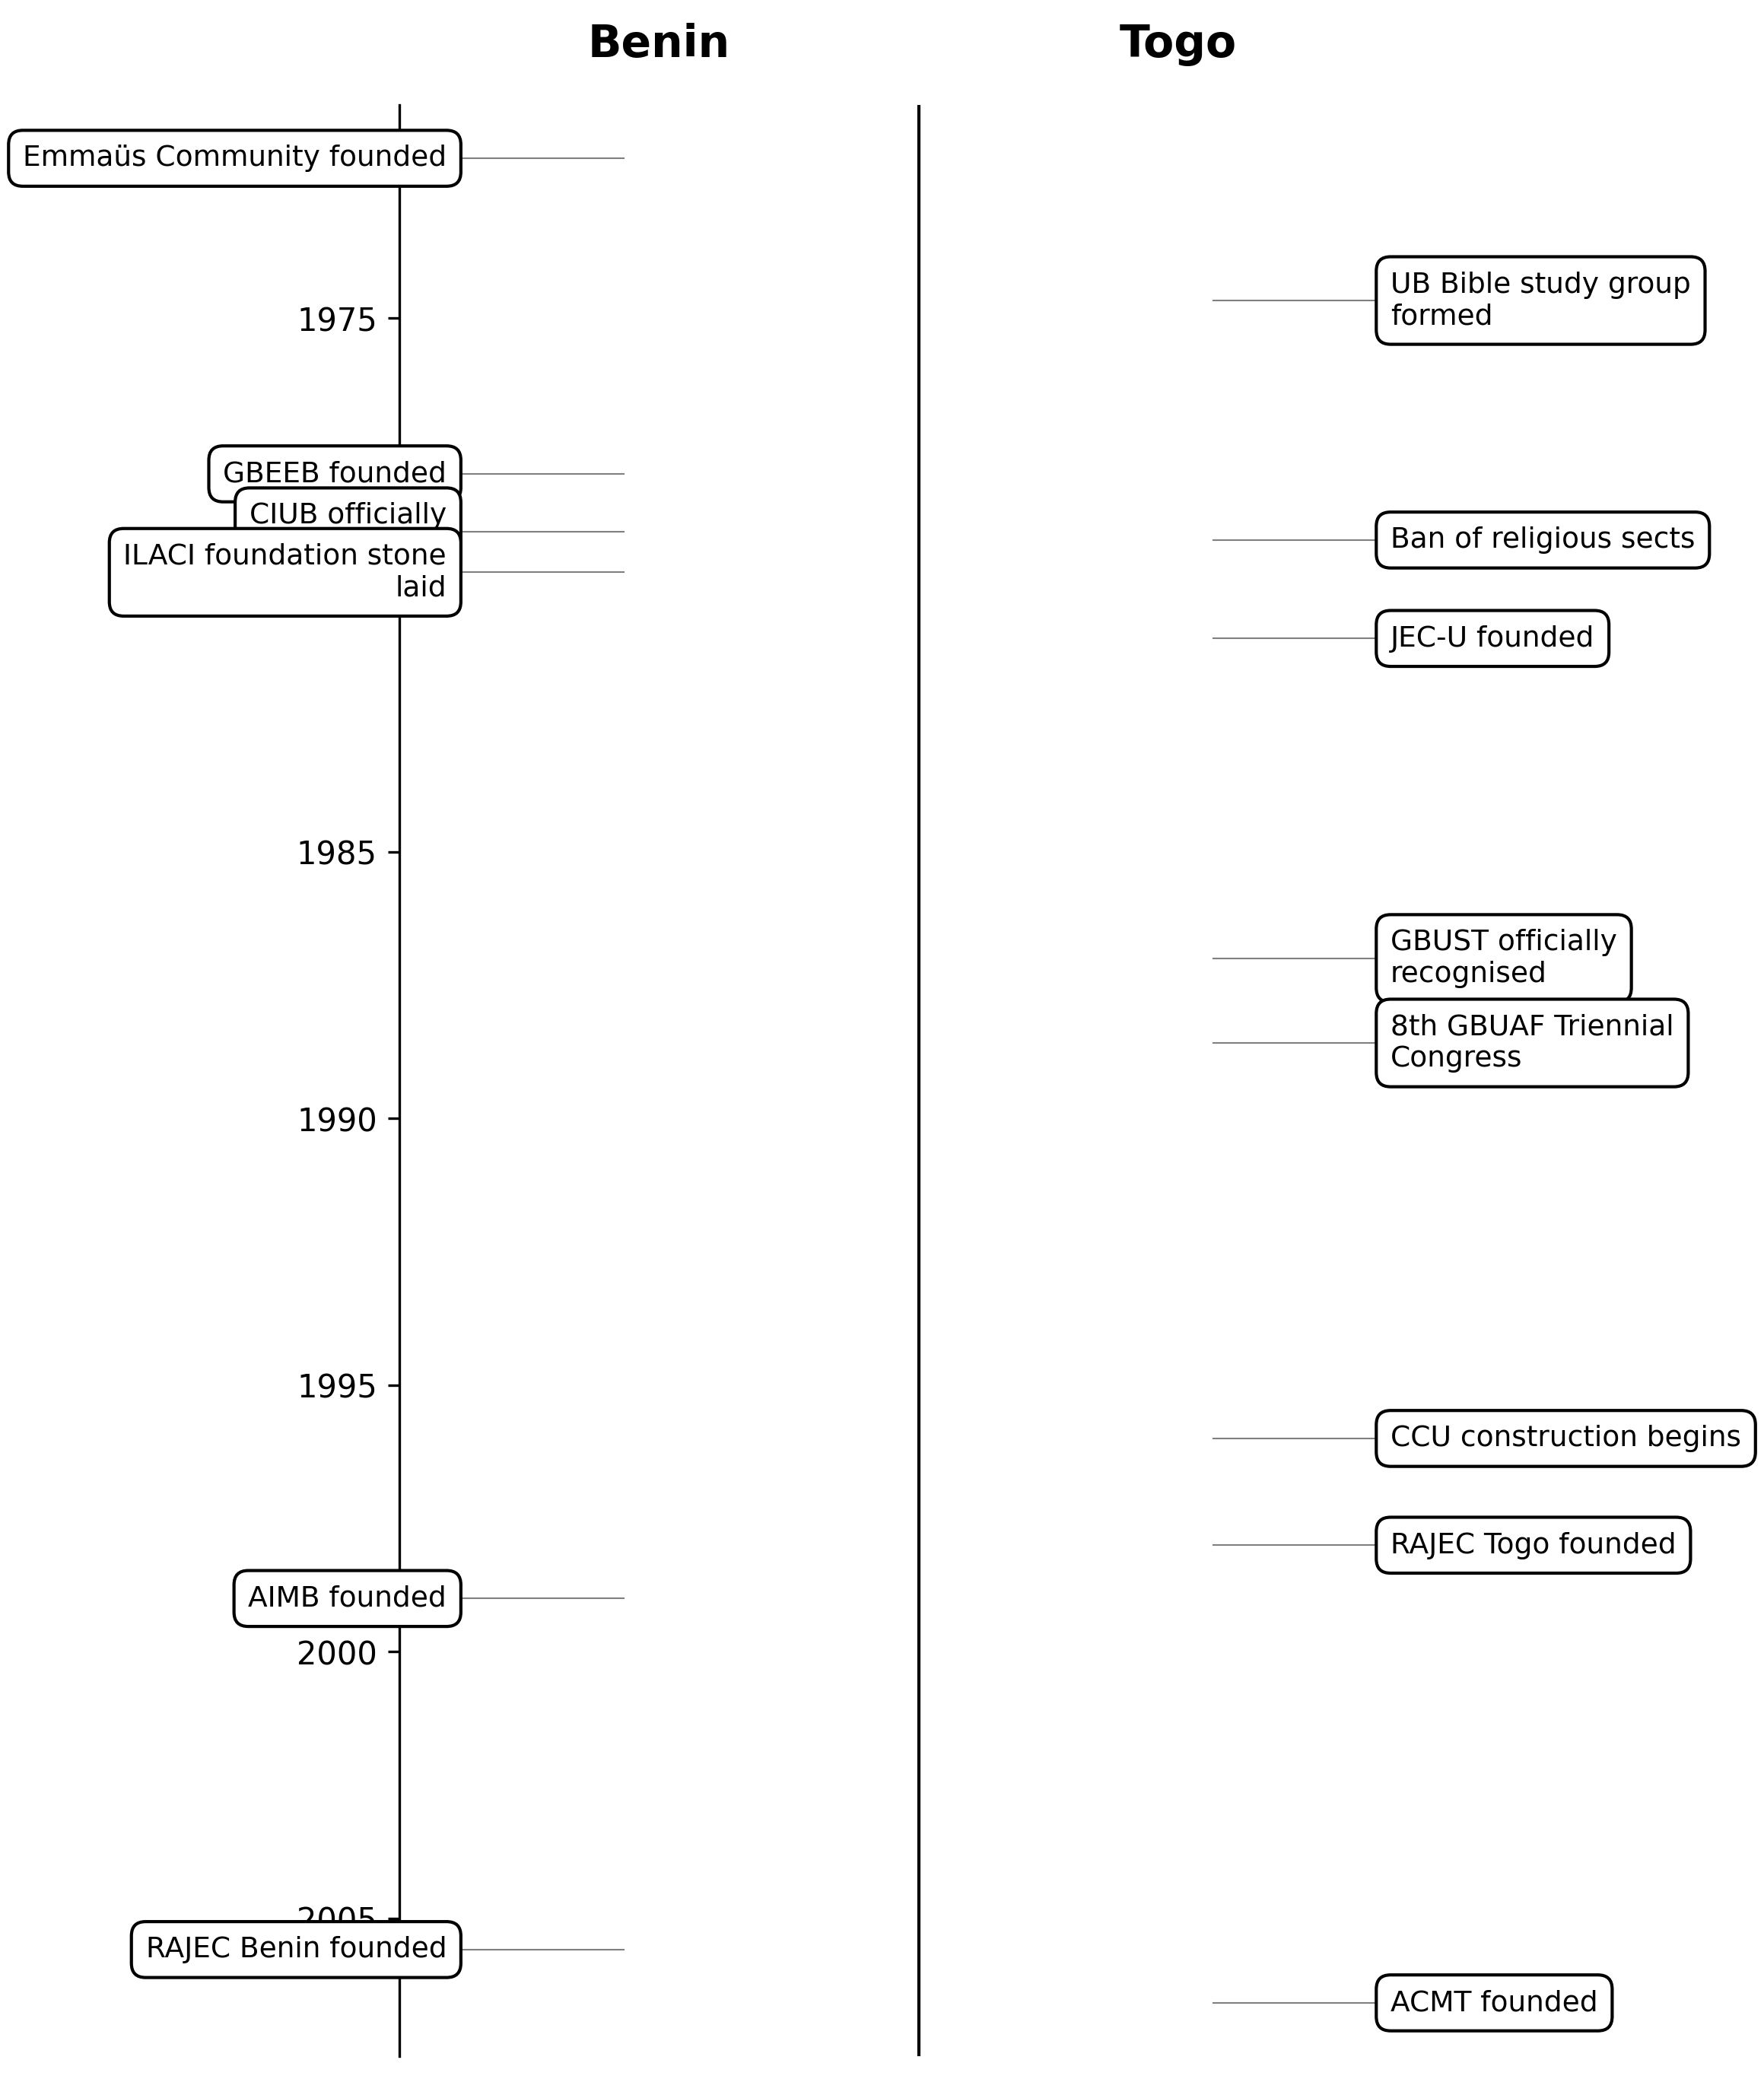 Benin
Togo
Emmaüs Community founded
UB Bible study group
formed
1975
GBEEB founded
CIUB officially
Ban of religious sects
ILACI foundation stone
laid
JEC-U founded
1985
GBUST officially
recognised
8th GBUAF Triennial
Congress
1990
1995
CCU construction begins
RAJEC Togo founded
AIMB founded
2000
2005
RAJEC Benin founded
ACMT founded